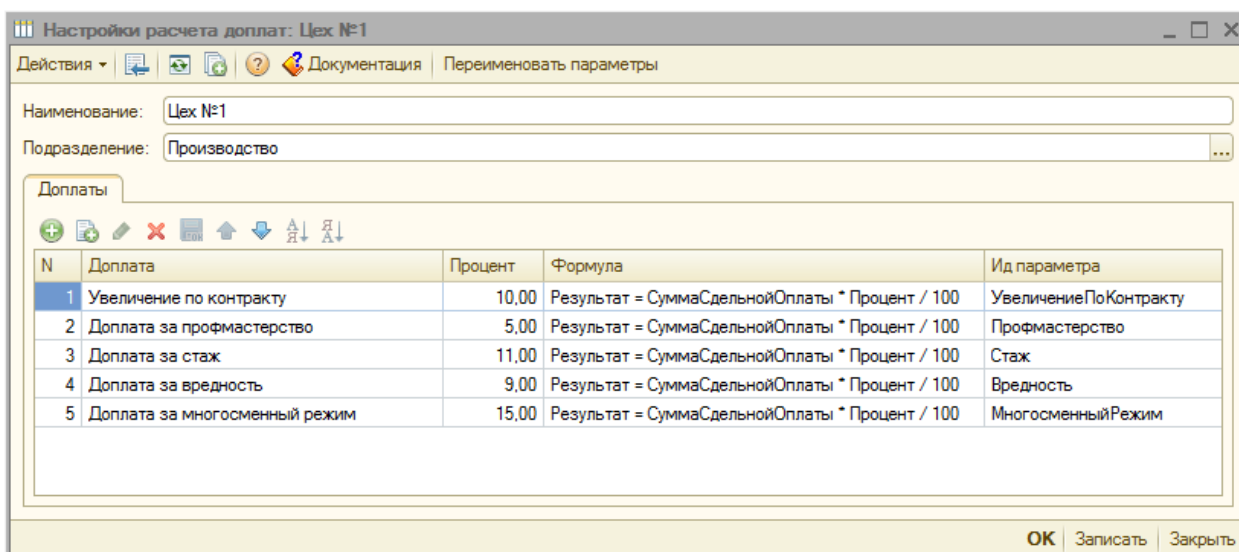 Настройки расчета доплат: Цех №1
Действия Документация Переименовать параметры
Наименование: Цех №1
Подразделение: Производство ...
Доплаты
N Доплата Процент Формула Ид параметра
1 Увеличение по контракту 10,00 Результат = СуммаСдельнойОплаты * Процент / 100 УвеличениеПоКонтракту
2 Доплата за профмастерство 5,00 Результат = СуммаСдельнойОплаты * Процент / 100 Профмастерство
3 Доплата за стаж 11,00 Результат = СуммаСдельнойОплаты * Процент / 100 Стаж
4 Доплата за вредность 9,00 Результат = СуммаСдельнойОплаты * Процент / 100 Вредность
5 Доплата за многосменный режим 15,00 Результат = СуммаСдельнойОплаты * Процент / 100 МногосменныйРежим
OK Записать Закрыть